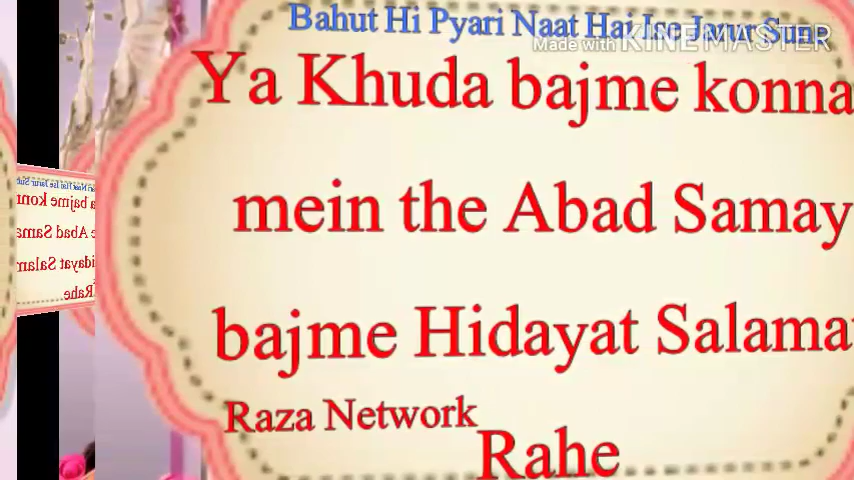 Bahut Hi Pyari Naat Hai Ise Jarur Sune
Made with KINEMASTER
Ya Khuda bajme konna
mein the Abad Samay
bajme Hidayat Salamat
Raza Network
Rahe